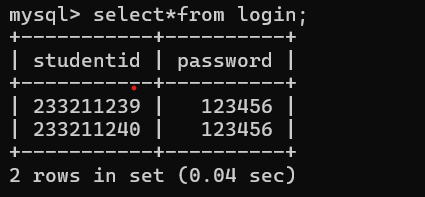 mysql> select*from login;
+-----------+----------+
| studentid | password |
+-----------+----------+
| 233211239 |   123456 |
| 233211240 |   123456 |
+-----------+----------+
2 rows in set (0.04 sec)